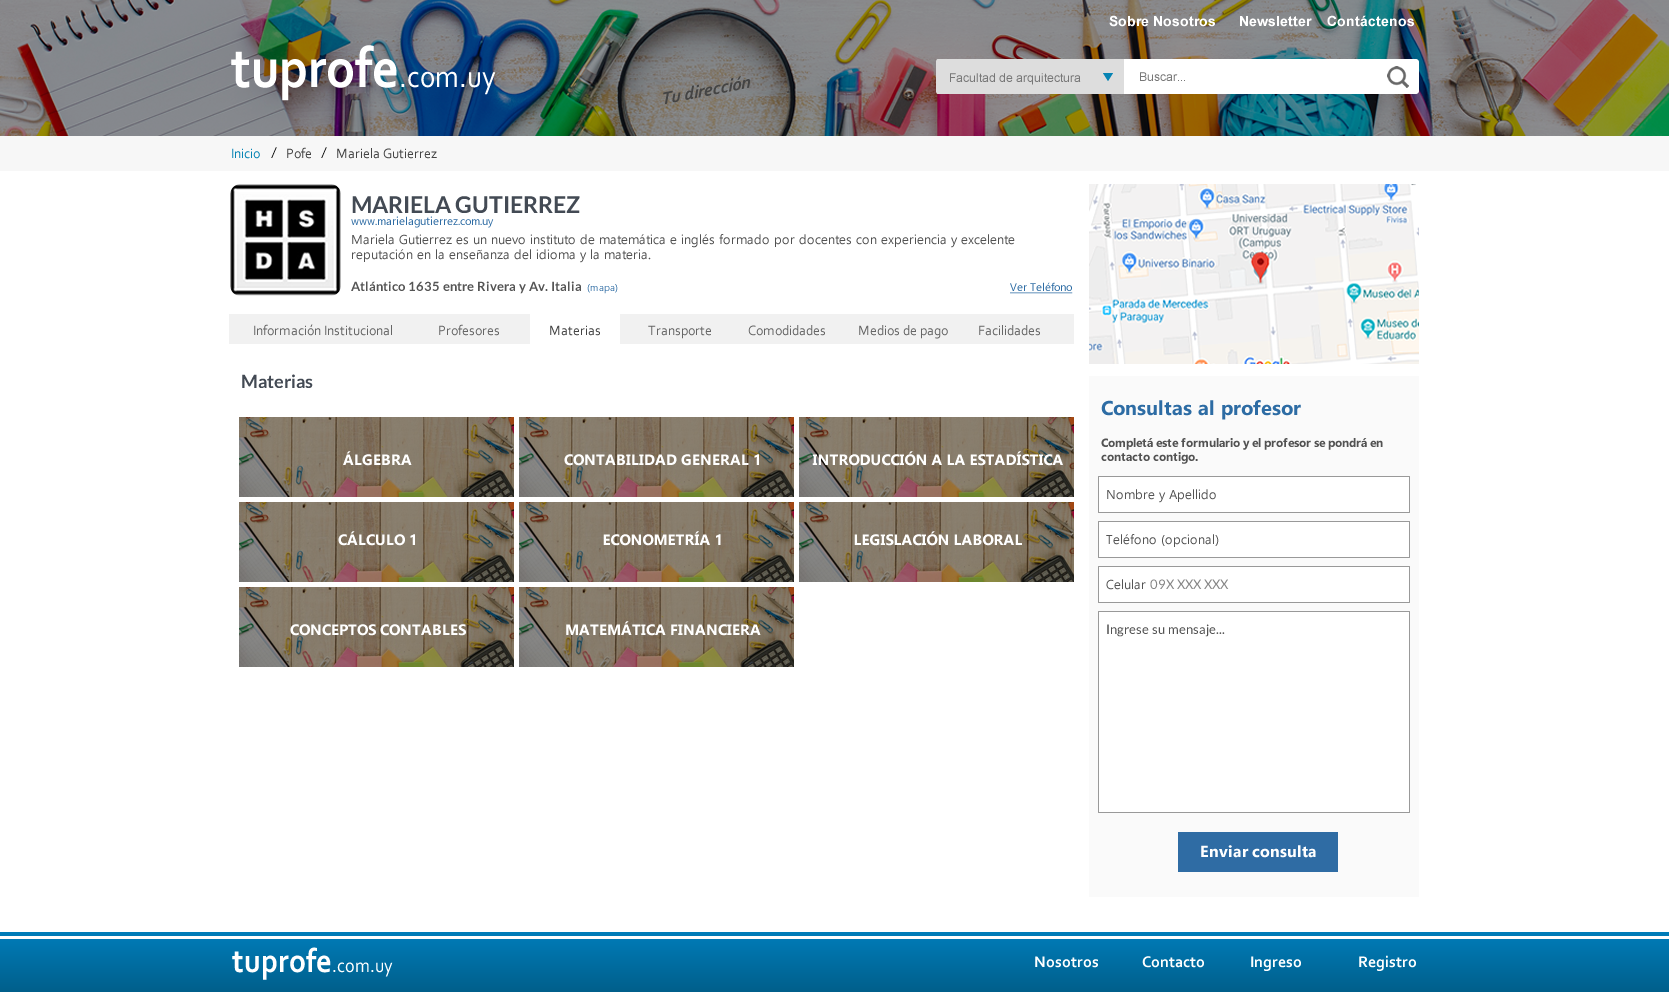 Sobre Nosotros Newsletter Contáctenos
tuprofe.com.uy
Facultad de arquitectura Buscar...
Tu dirección
Inicio / Pofe / Mariela Gutierrez
HS
DA
MARIELA GUTIERREZ
www.marielagutierrez.com.uy
Mariela Gutierrez es un nuevo instituto de matemática e inglés formado por docentes con experiencia y excelente
reputación en la enseñanza del idioma y la materia.
Atlántico 1635 entre Rivera y Av. Italia (mapa)
Ver Teléfono
Casa Sanz
Electrical Supply Store
Fivisa
Paraguay
El Emporio de
los Sandwiches
Universidad
ORT Uruguay
(Campus
Centro)
Yi
Universo Binario
Museo del A
Parada de Mercedes
y Paraguay
Museo de
Eduardo
ore
Google
Información Institucional Profesores Materias Transporte Comodidades Medios de pago Facilidades
Materias
ÁLGEBRA CONTABILIDAD GENERAL 1 INTRODUCCIÓN A LA ESTADÍSTICA
CÁLCULO 1 ECONOMETRÍA 1 LEGISLACIÓN LABORAL
CONCEPTOS CONTABLES MATEMÁTICA FINANCIERA
Consultas al profesor
Completá este formulario y el profesor se pondrá en
contacto contigo.
Nombre y Apellido
Teléfono (opcional)
Celular 09X XXX XXX
Ingrese su mensaje...
Enviar consulta
tuprofe.com.uy
Nosotros Contacto Ingreso Registro